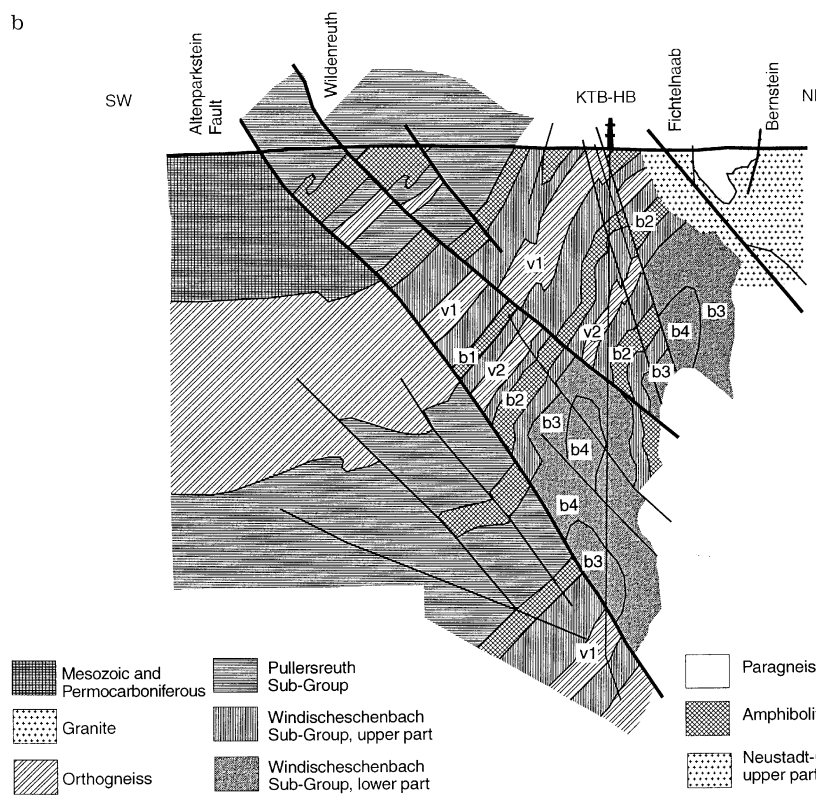 b
SW
Altenparkstein
Fault
Wildenreuth
KTB-HB
Fichtelnaab
Bernstein
b2
v1
b3
v1
b4
v2
b1
b2
v2
b3
b2
b3
b4
b4
b3
v1
Mesozoic and
Permocarboniferous
Granite
Orthogneiss
Pullersreuth
Sub-Group
Windischeschenbach
Sub-Group, upper part
Windischeschenbach
Sub-Group, lower part
Paragneis
Amphiboli
Neustadt-
upper part